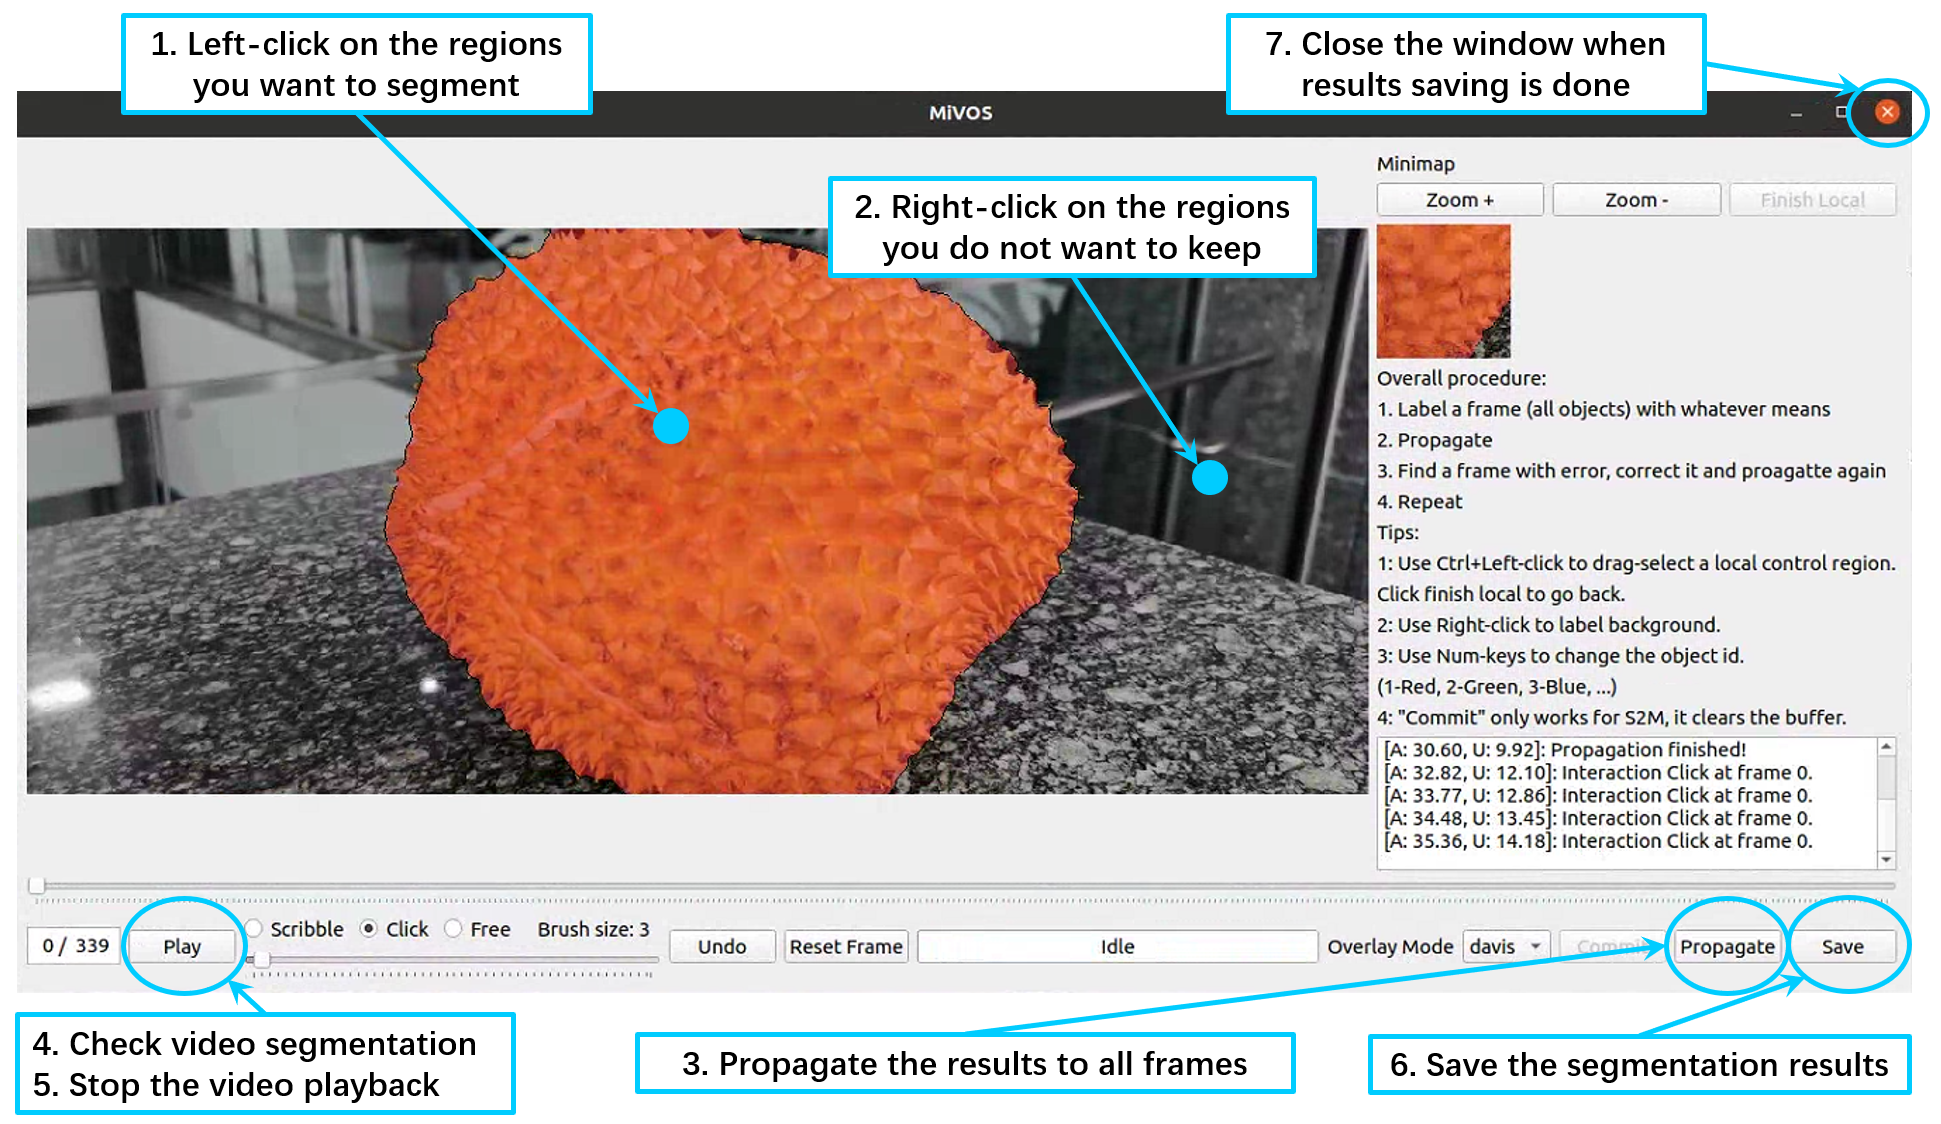 1. Left-click on the regions
you want to segment
7. Close the window when
results saving is done
MiVOS
2. Right-click on the regions
you do not want to keep
Minimap
Zoom +
Zoom -
Finish Local
Overall procedure:
1. Label a frame (all objects) with whatever means
2. Propagate
3. Find a frame with error, correct it and proagatte again
4. Repeat
Tips:
1: Use Ctrl+Left-click to drag-select a local control region.
Click finish local to go back.
2: Use Right-click to label background.
3: Use Num-keys to change the object id.
(1-Red, 2-Green, 3-Blue, ...)
4: "Commit" only works for S2M, it clears the buffer.
[A: 30.60, U: 9.92]: Propagation finished!
[A: 32.82, U: 12.10]: Interaction Click at frame 0.
[A: 33.77, U: 12.86]: Interaction Click at frame 0.
[A: 34.48, U: 13.45]: Interaction Click at frame 0.
[A: 35.36, U: 14.18]: Interaction Click at frame 0.
0 / 339
Play
Scribble
Click
Free
Brush size: 3
Undo
Reset Frame
Idle
Overlay Mode
davis
Commit
Propagate
Save
4. Check video segmentation
5. Stop the video playback
3. Propagate the results to all frames
6. Save the segmentation results